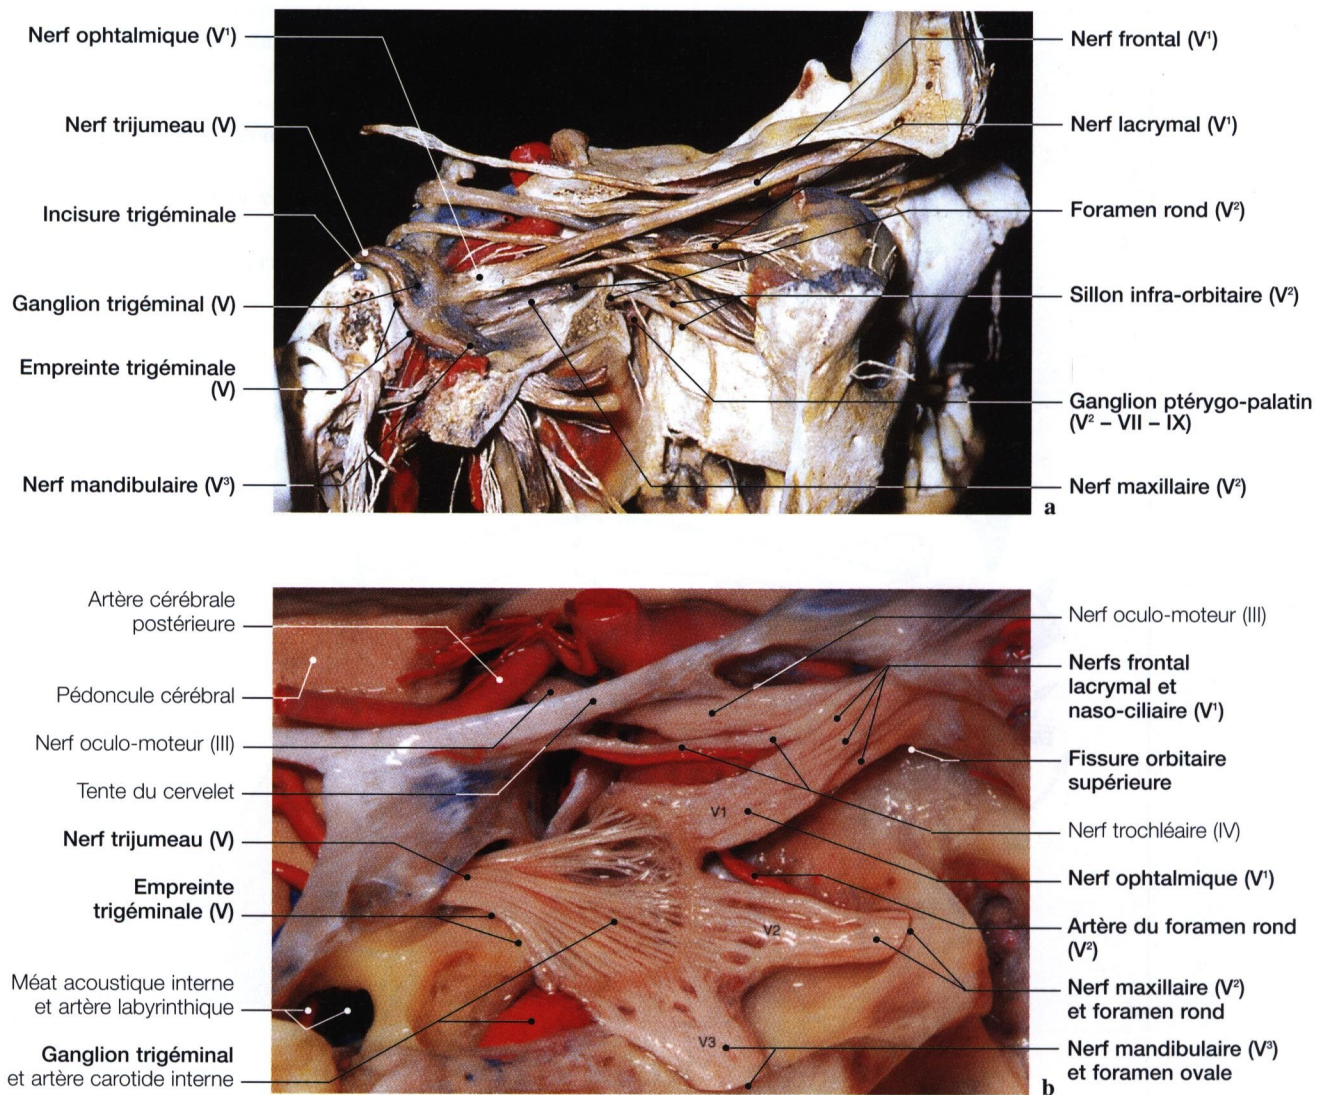 Nerf ophtalmique (V¹)
Nerf trijumeau (V)
Incisure trigéminale
Ganglion trigéminal (V)
Empreinte trigéminale
(V)
Nerf mandibulaire (V³)
Nerf frontal (V¹)
Nerf lacrymal (V¹)
Foramen rond (V²)
Sillon infra-orbitaire (V²)
Ganglion ptérygo-palatin
(V² – VII – IX)
Nerf maxillaire (V²)
a
Artère cérébrale
postérieure
Pédoncule cérébral
Nerf oculo-moteur (III)
Tente du cervelet
Nerf trijumeau (V)
Empreinte
trigéminale (V)
Méat acoustique interne
et artère labyrinthique
Ganglion trigéminal
et artère carotide interne
V1
V2
V3
Nerf oculo-moteur (III)
Nerfs frontal
lacrymal et
naso-ciliaire (V¹)
Fissure orbitaire
supérieure
Nerf trochléaire (IV)
Nerf ophtalmique (V¹)
Artère du foramen rond
(V²)
Nerf maxillaire (V²)
et foramen rond
Nerf mandibulaire (V³)
et foramen ovale
b